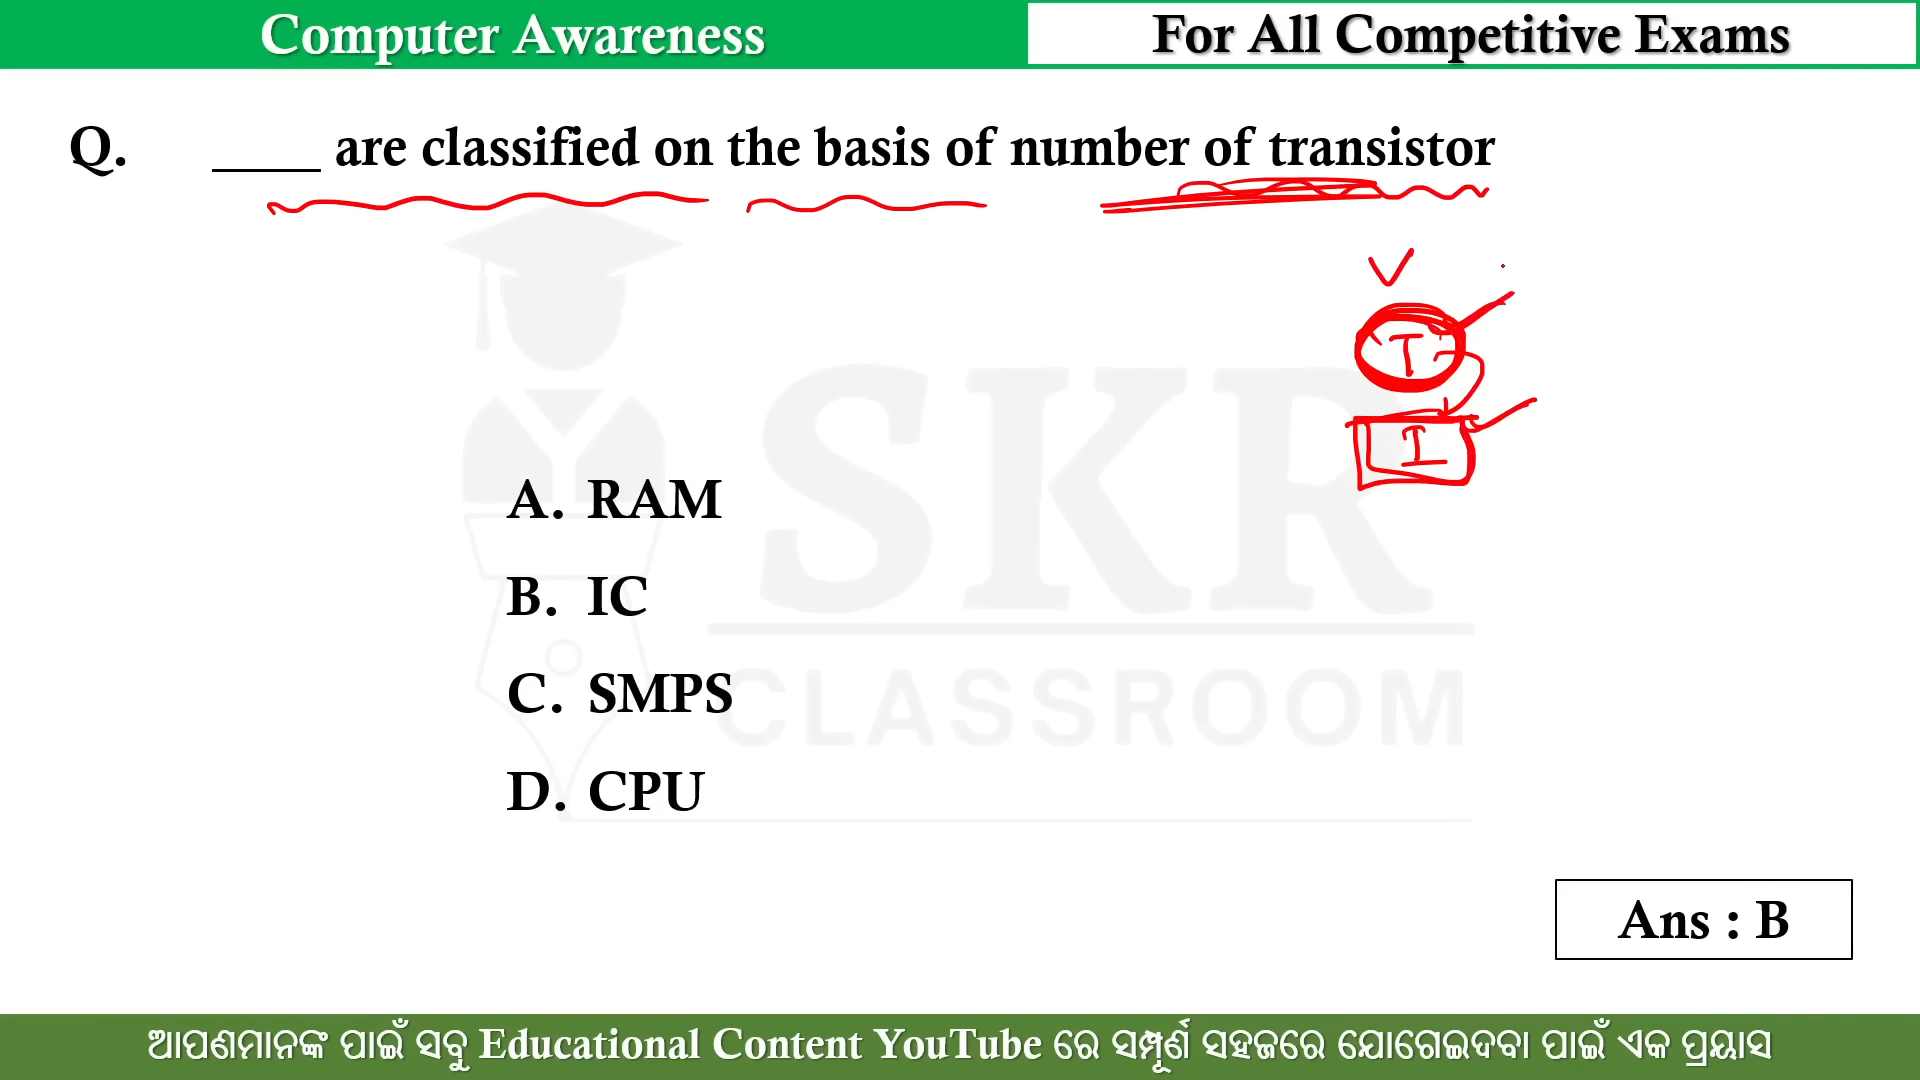 Computer Awareness
For All Competitive Exams
Q. ____ are classified on the basis of number of transistor
V
T
I
A. RAM
B. IC
C. SMPS
D. CPU
SKR
CLASSROOM
Ans : B
ଆପଣମାନଙ୍କ ପାଇଁ ସବୁ Educational Content YouTube ରେ ସମ୍ପୂର୍ଣ ସହଜରେ ଯୋଗେଇଦବା ପାଇଁ ଏକ ପ୍ରୟାସ